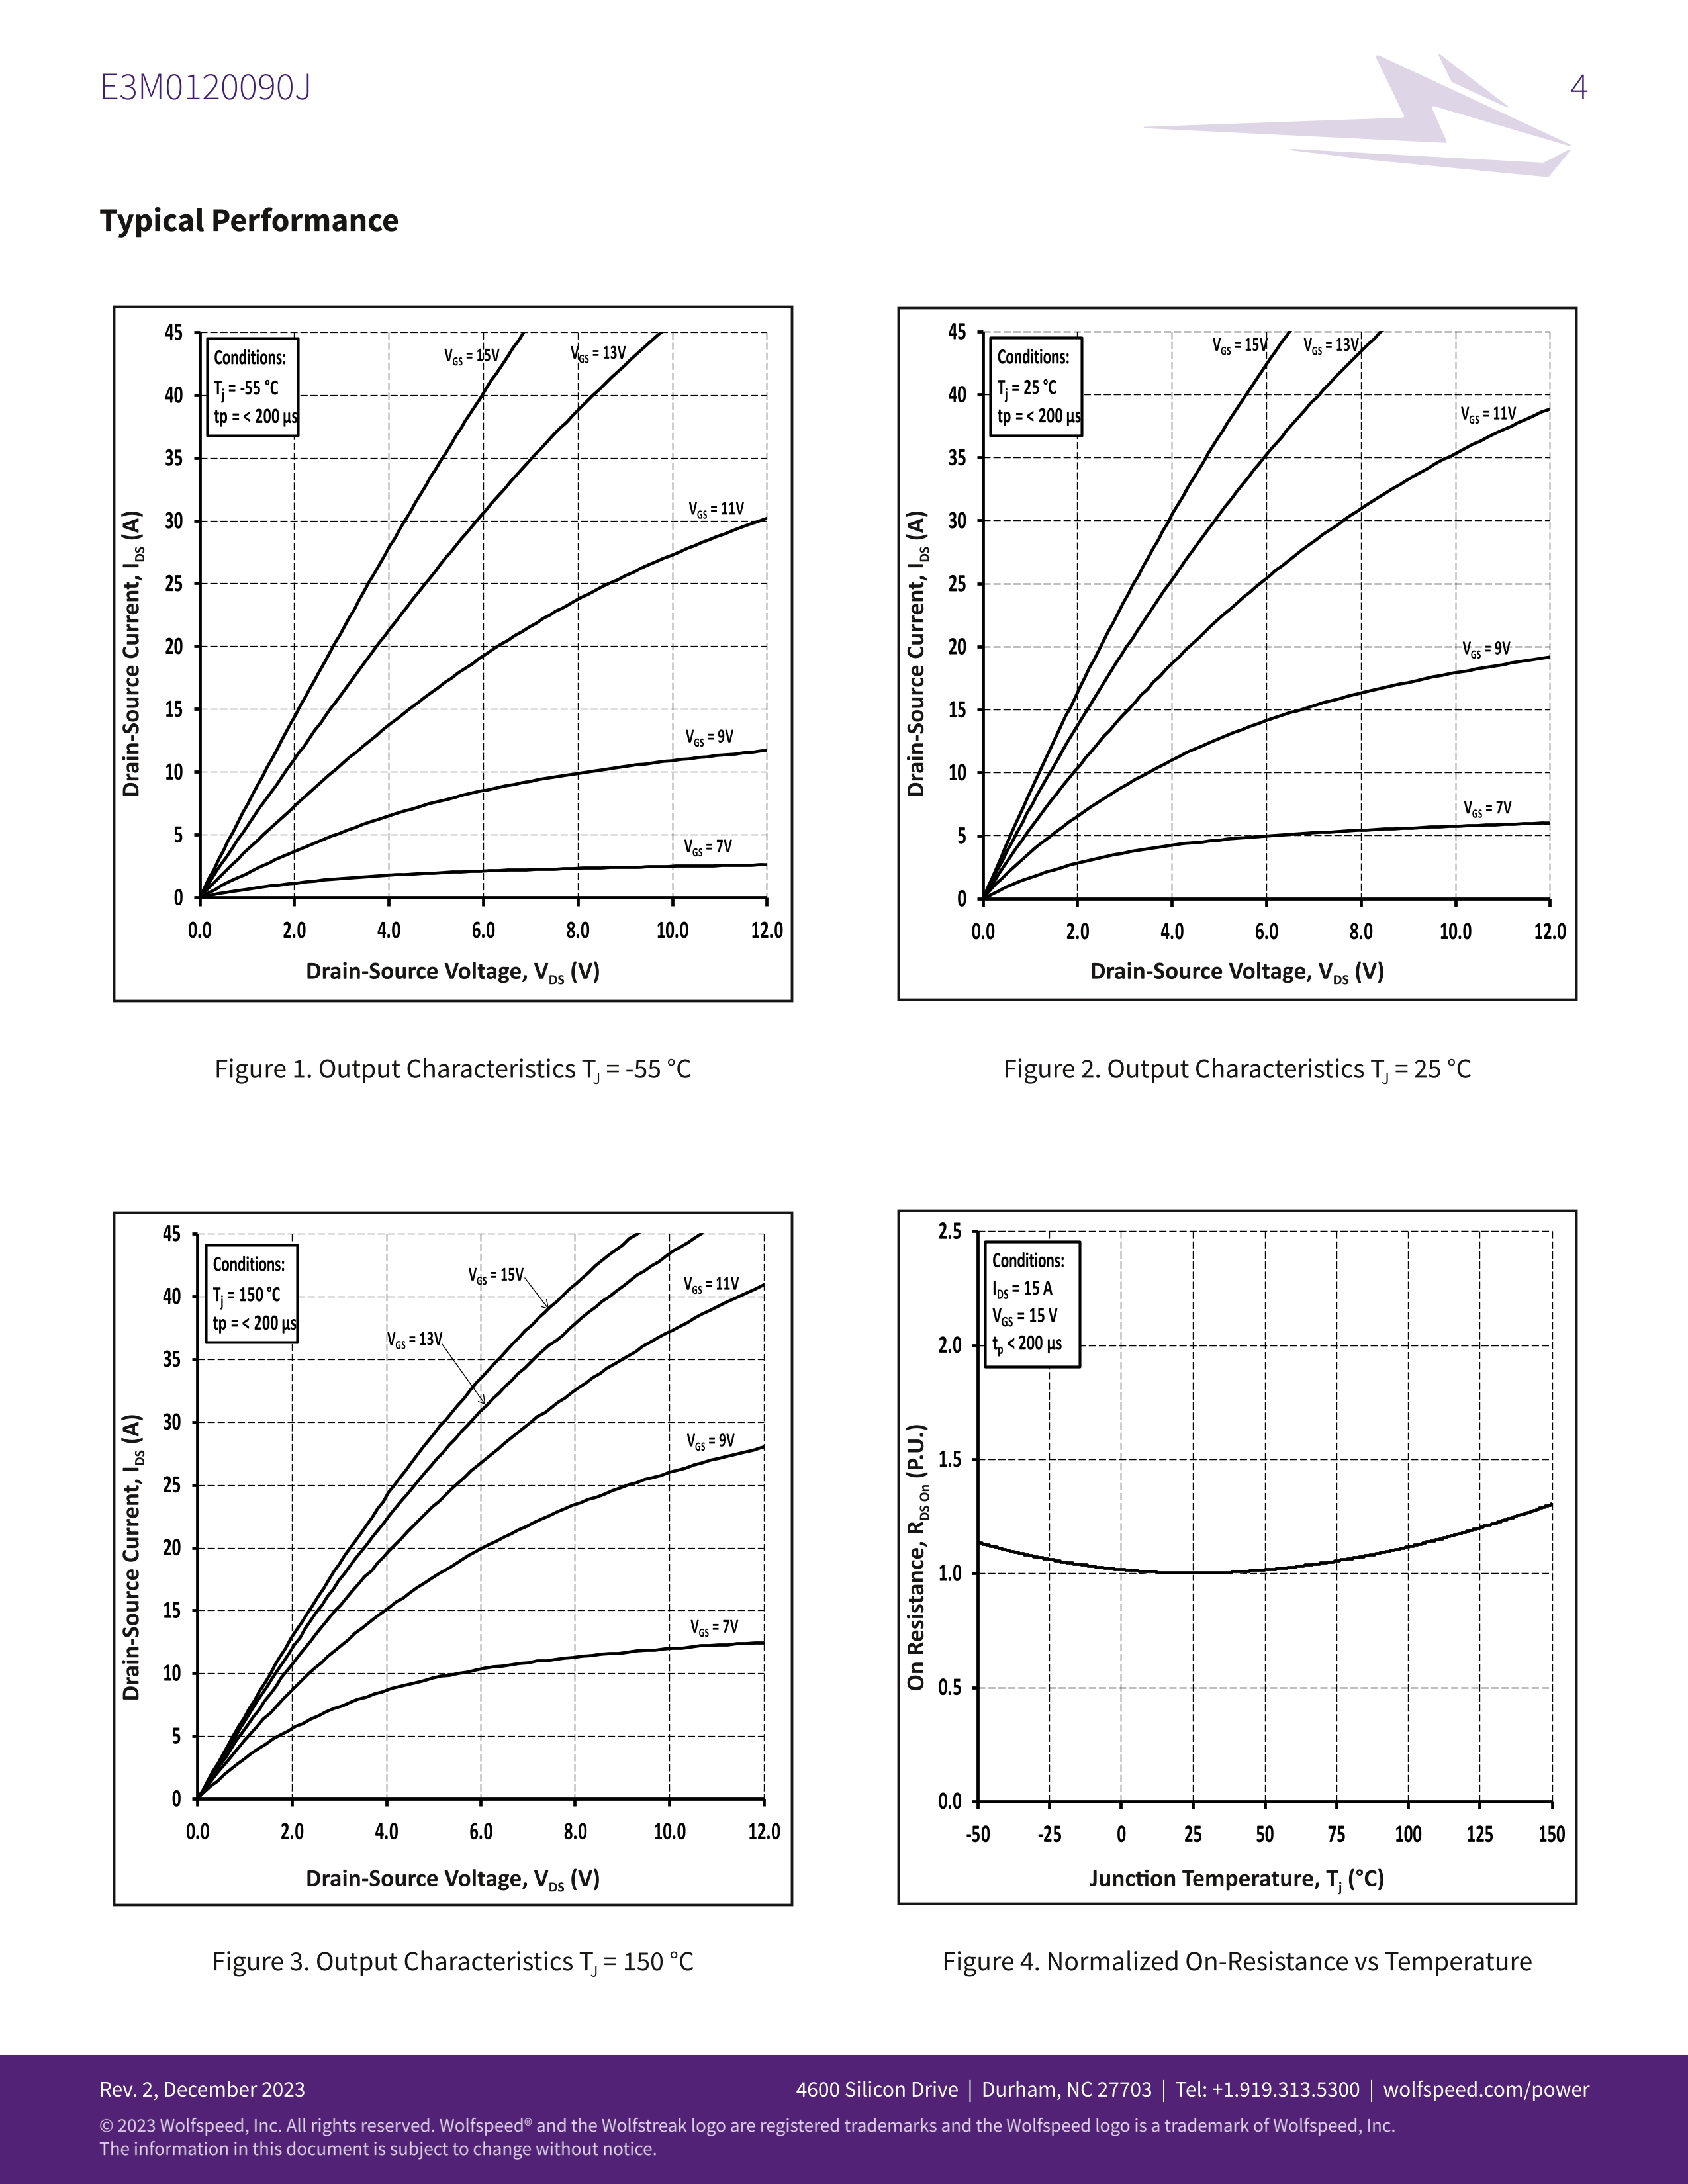 E3M0120090J
4
Typical Performance
45
40
35
30
25
20
15
10
5
0
0.0 2.0 4.0 6.0 8.0 10.0 12.0
Drain-Source Current, IDS (A)
Drain-Source Voltage, VDS (V)
Conditions:
Tj = -55 °C
tp = < 200 µs
VGS = 15V
VGS = 13V
VGS = 11V
VGS = 9V
VGS = 7V
Figure 1. Output Characteristics TJ = -55 °C
45
40
35
30
25
20
15
10
5
0
0.0 2.0 4.0 6.0 8.0 10.0 12.0
Drain-Source Current, IDS (A)
Drain-Source Voltage, VDS (V)
Conditions:
Tj = 25 °C
tp = < 200 µs
VGS = 15V
VGS = 13V
VGS = 11V
VGS = 9V
VGS = 7V
Figure 2. Output Characteristics TJ = 25 °C
45
40
35
30
25
20
15
10
5
0
0.0 2.0 4.0 6.0 8.0 10.0 12.0
Drain-Source Current, IDS (A)
Drain-Source Voltage, VDS (V)
Conditions:
Tj = 150 °C
tp = < 200 µs
VGS = 15V
VGS = 13V
VGS = 11V
VGS = 9V
VGS = 7V
Figure 3. Output Characteristics TJ = 150 °C
2.5
2.0
1.5
1.0
0.5
0.0
-50 -25 0 25 50 75 100 125 150
On Resistance, RDS On (P.U.)
Junction Temperature, Tj (°C)
Conditions:
IDS = 15 A
VGS = 15 V
tp < 200 µs
Figure 4. Normalized On-Resistance vs Temperature
Rev. 2, December 2023
4600 Silicon Drive | Durham, NC 27703 | Tel: +1.919.313.5300 | wolfspeed.com/power
© 2023 Wolfspeed, Inc. All rights reserved. Wolfspeed® and the Wolfstreak logo are registered trademarks and the Wolfspeed logo is a trademark of Wolfspeed, Inc.
The information in this document is subject to change without notice.